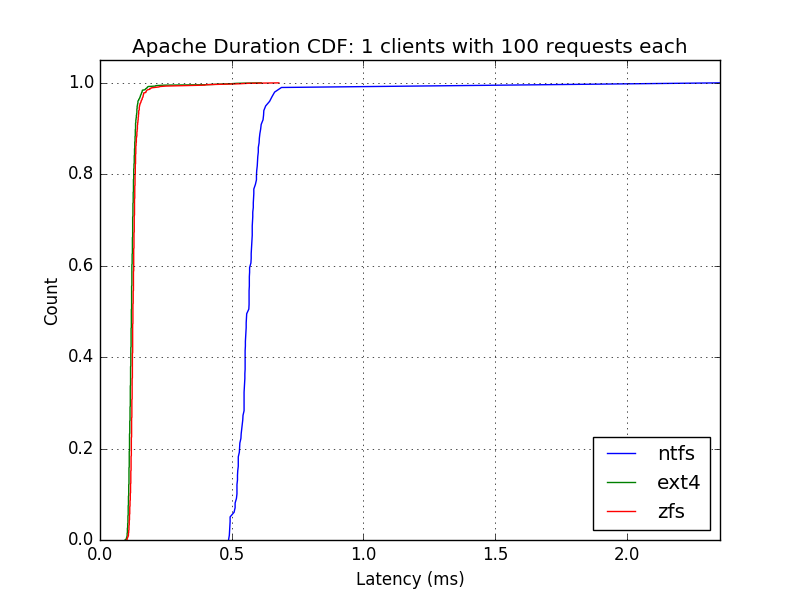 Apache Duration CDF: 1 clients with 100 requests each
1.0
0.8
0.6
0.4
0.2
0.0
Count
0.0 0.5 1.0 1.5 2.0
Latency (ms)
ntfs
ext4
zfs